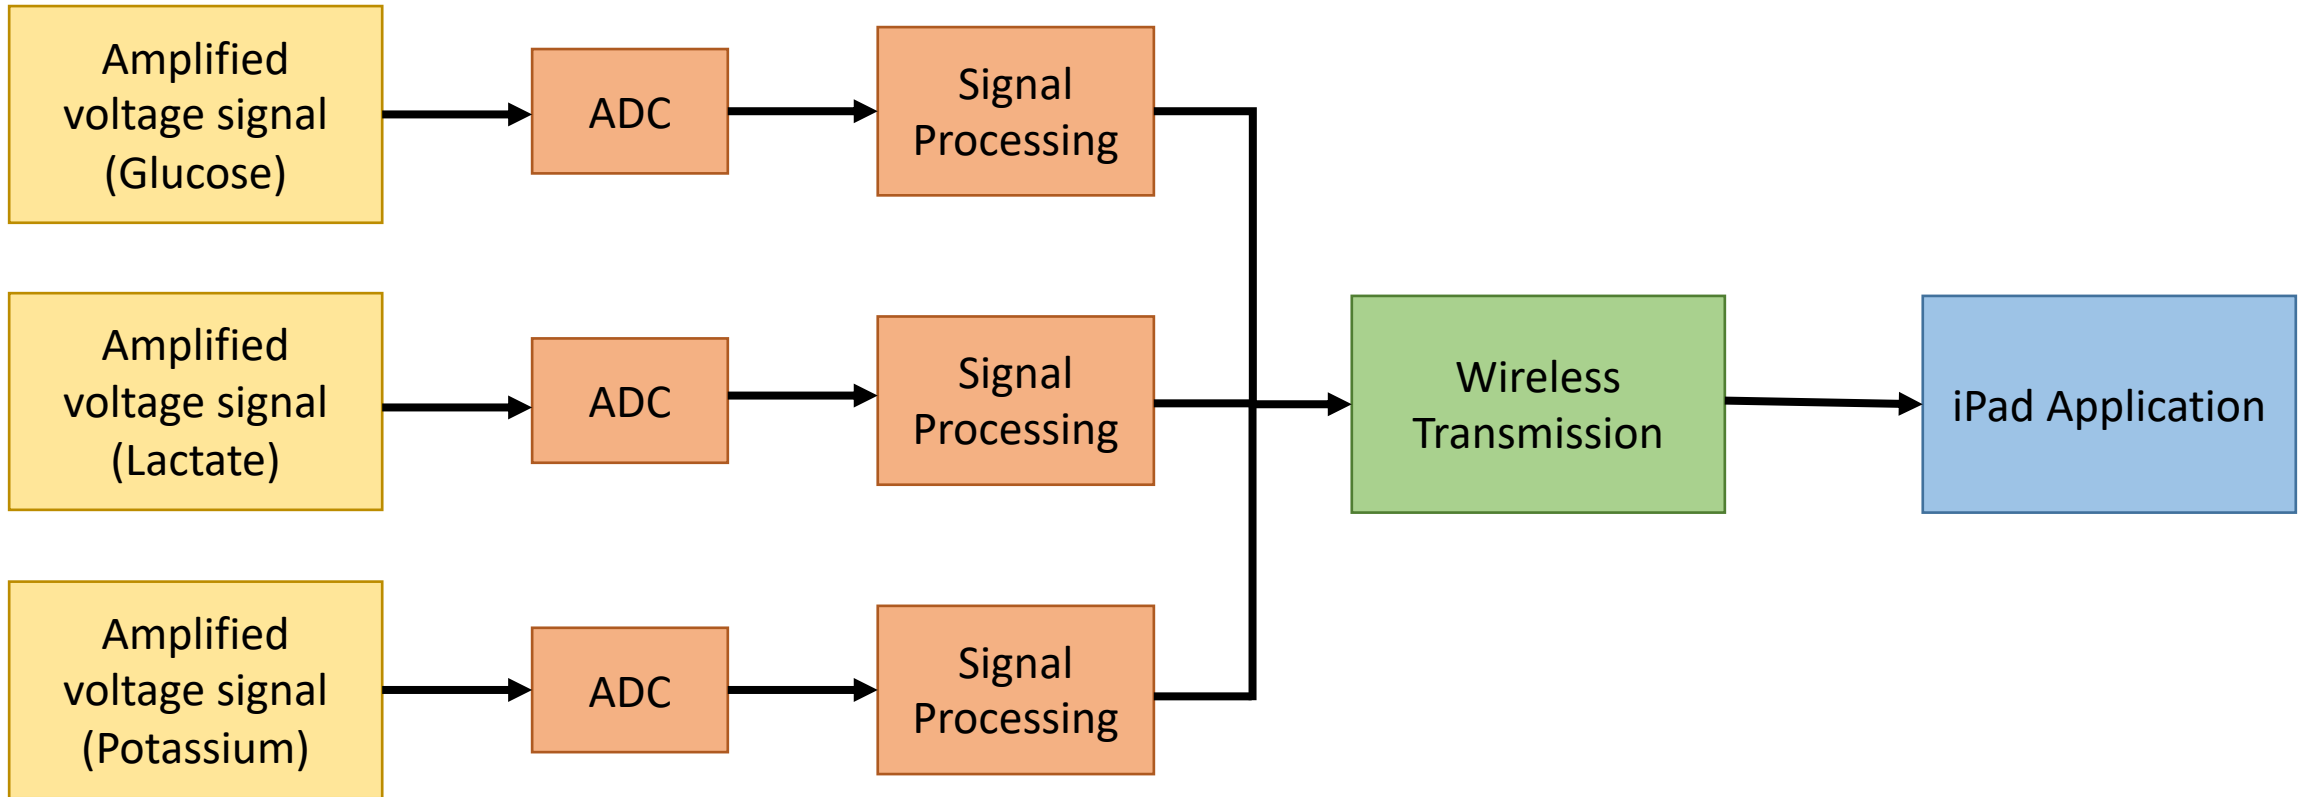 Amplified
voltage signal
(Glucose)
ADC
Signal
Processing
Amplified
voltage signal
(Lactate)
ADC
Signal
Processing
Wireless
Transmission
iPad Application
Amplified
voltage signal
(Potassium)
ADC
Signal
Processing